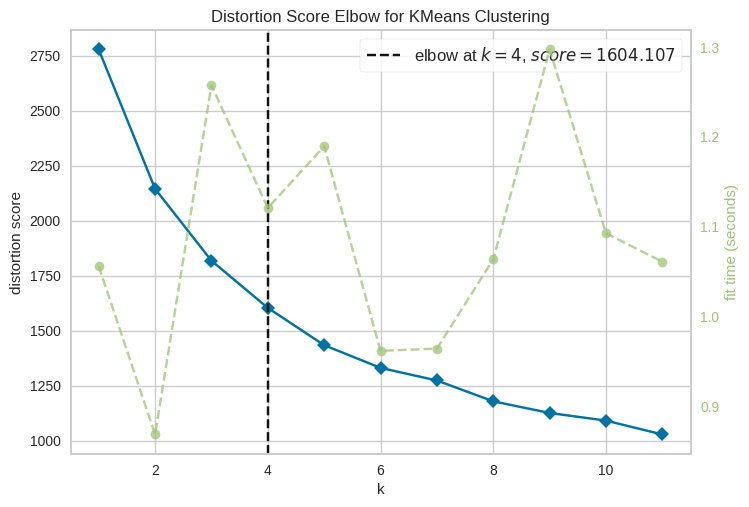 Distortion Score Elbow for KMeans Clustering
elbow at k = 4, score = 1604.107
2750
2500
2250
2000
1750
1500
1250
1000
distortion score
1.3
1.2
1.1
1.0
0.9
fit time (seconds)
2 4 6 8 10
k